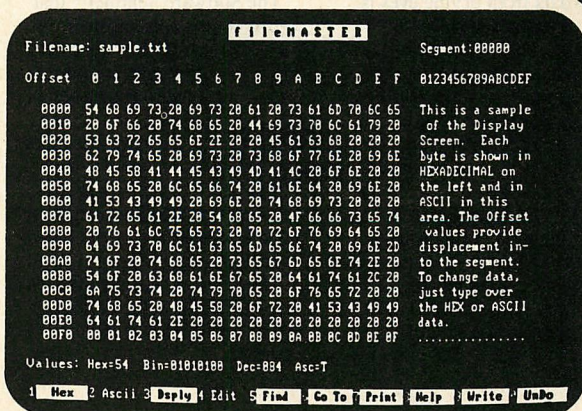 fileMASTER
Filename: sample.txt Segment:00000
Offset 0 1 2 3 4 5 6 7 8 9 A B C D E F 0123456789ABCDEF
0000 54 68 69 73 20 69 73 20 61 20 73 61 6D 70 6C 65 This is a sample
0010 20 6F 66 20 74 68 65 20 44 69 73 70 6C 61 79 20 of the Display
0020 53 63 72 65 65 6E 2E 20 20 45 61 63 68 20 20 20 Screen. Each
0030 62 79 74 65 20 69 73 20 73 68 6F 77 6E 20 69 6E byte is shown in
0040 48 45 58 41 44 45 43 49 4D 41 4C 20 6F 6E 20 20 HEXADECIMAL on
0050 74 68 65 20 6C 65 66 74 20 61 6E 64 20 69 6E 20 the left and in
0060 41 53 43 49 49 20 69 6E 20 74 68 69 73 20 20 20 ASCII in this
0070 61 72 65 61 2E 20 54 68 65 20 4F 66 66 73 65 74 area. The Offset
0080 20 76 61 6C 75 65 73 20 70 72 6F 76 69 64 65 20 values provide
0090 64 69 73 70 6C 61 63 65 6D 65 6E 74 20 69 6E 2D displacement in-
00A0 74 6F 20 74 68 65 20 73 65 67 6D 65 6E 74 2E 20 to the segment.
00B0 54 6F 20 63 68 61 6E 67 65 20 64 61 74 61 2C 20 To change data,
00C0 6A 75 73 74 20 74 79 70 65 20 6F 76 65 72 20 20 just type over
00D0 74 68 65 20 48 45 58 20 6F 72 20 41 53 43 49 49 the HEX or ASCII
00E0 64 61 74 61 2E 20 20 20 20 20 20 20 20 20 20 20 data.
00F0 00 01 02 03 04 05 06 07 08 09 0A 0B 0C 0D 0E 0F ................
Values: Hex=54 Bin=01010100 Dec=084 Asc=T
1 Hex 2 Ascii 3 Dsply 4 Edit 5 Find Go To Print Help Write UnDo